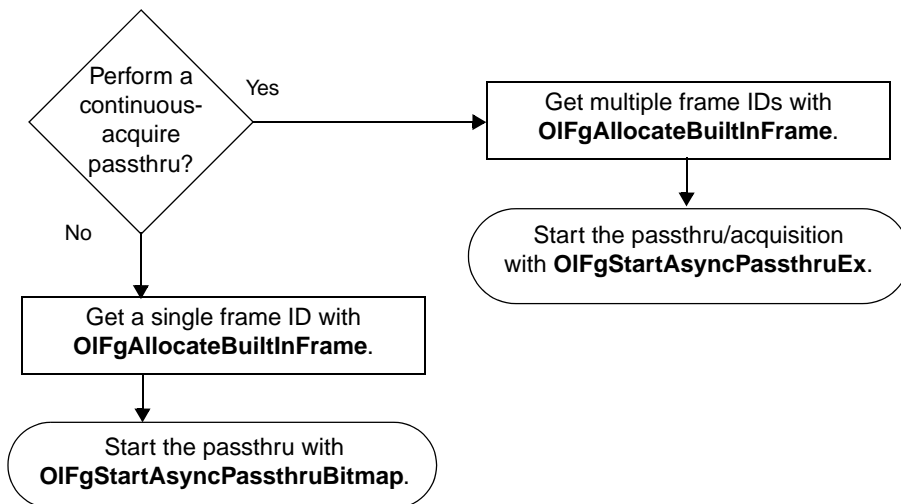 Perform a
continuous-
acquire
passthru?
Yes
Get multiple frame IDs with
OlFgAllocateBuiltInFrame.
Start the passthru/acquisition
with OlFgStartAsyncPassthruEx.
No
Get a single frame ID with
OlFgAllocateBuiltInFrame.
Start the passthru with
OlFgStartAsyncPassthruBitmap.